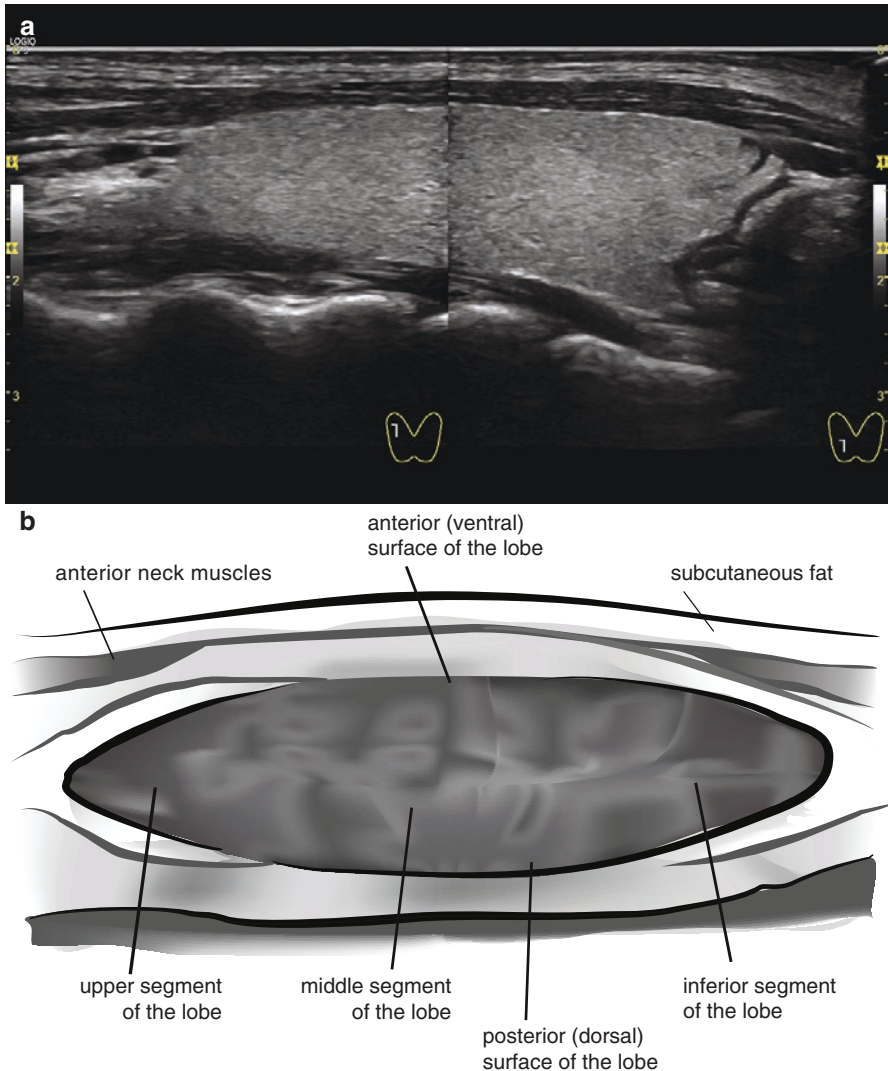 a
LOGIQ
2
2
3
3
1
1
b
anterior (ventral)
surface of the lobe
anterior neck muscles
subcutaneous fat
upper segment
of the lobe
middle segment
of the lobe
inferior segment
of the lobe
posterior (dorsal)
surface of the lobe